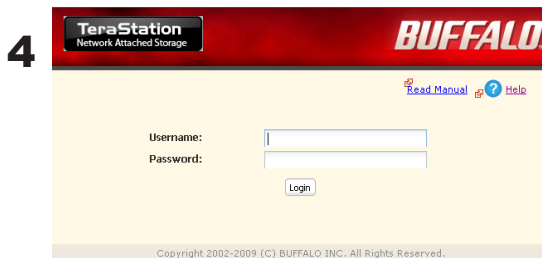 4
TeraStation
Network Attached Storage
BUFFALO
Read Manual Help
Username:
Password:
Login
Copyright 2002-2009 (C) BUFFALO INC. All Rights Reserved.